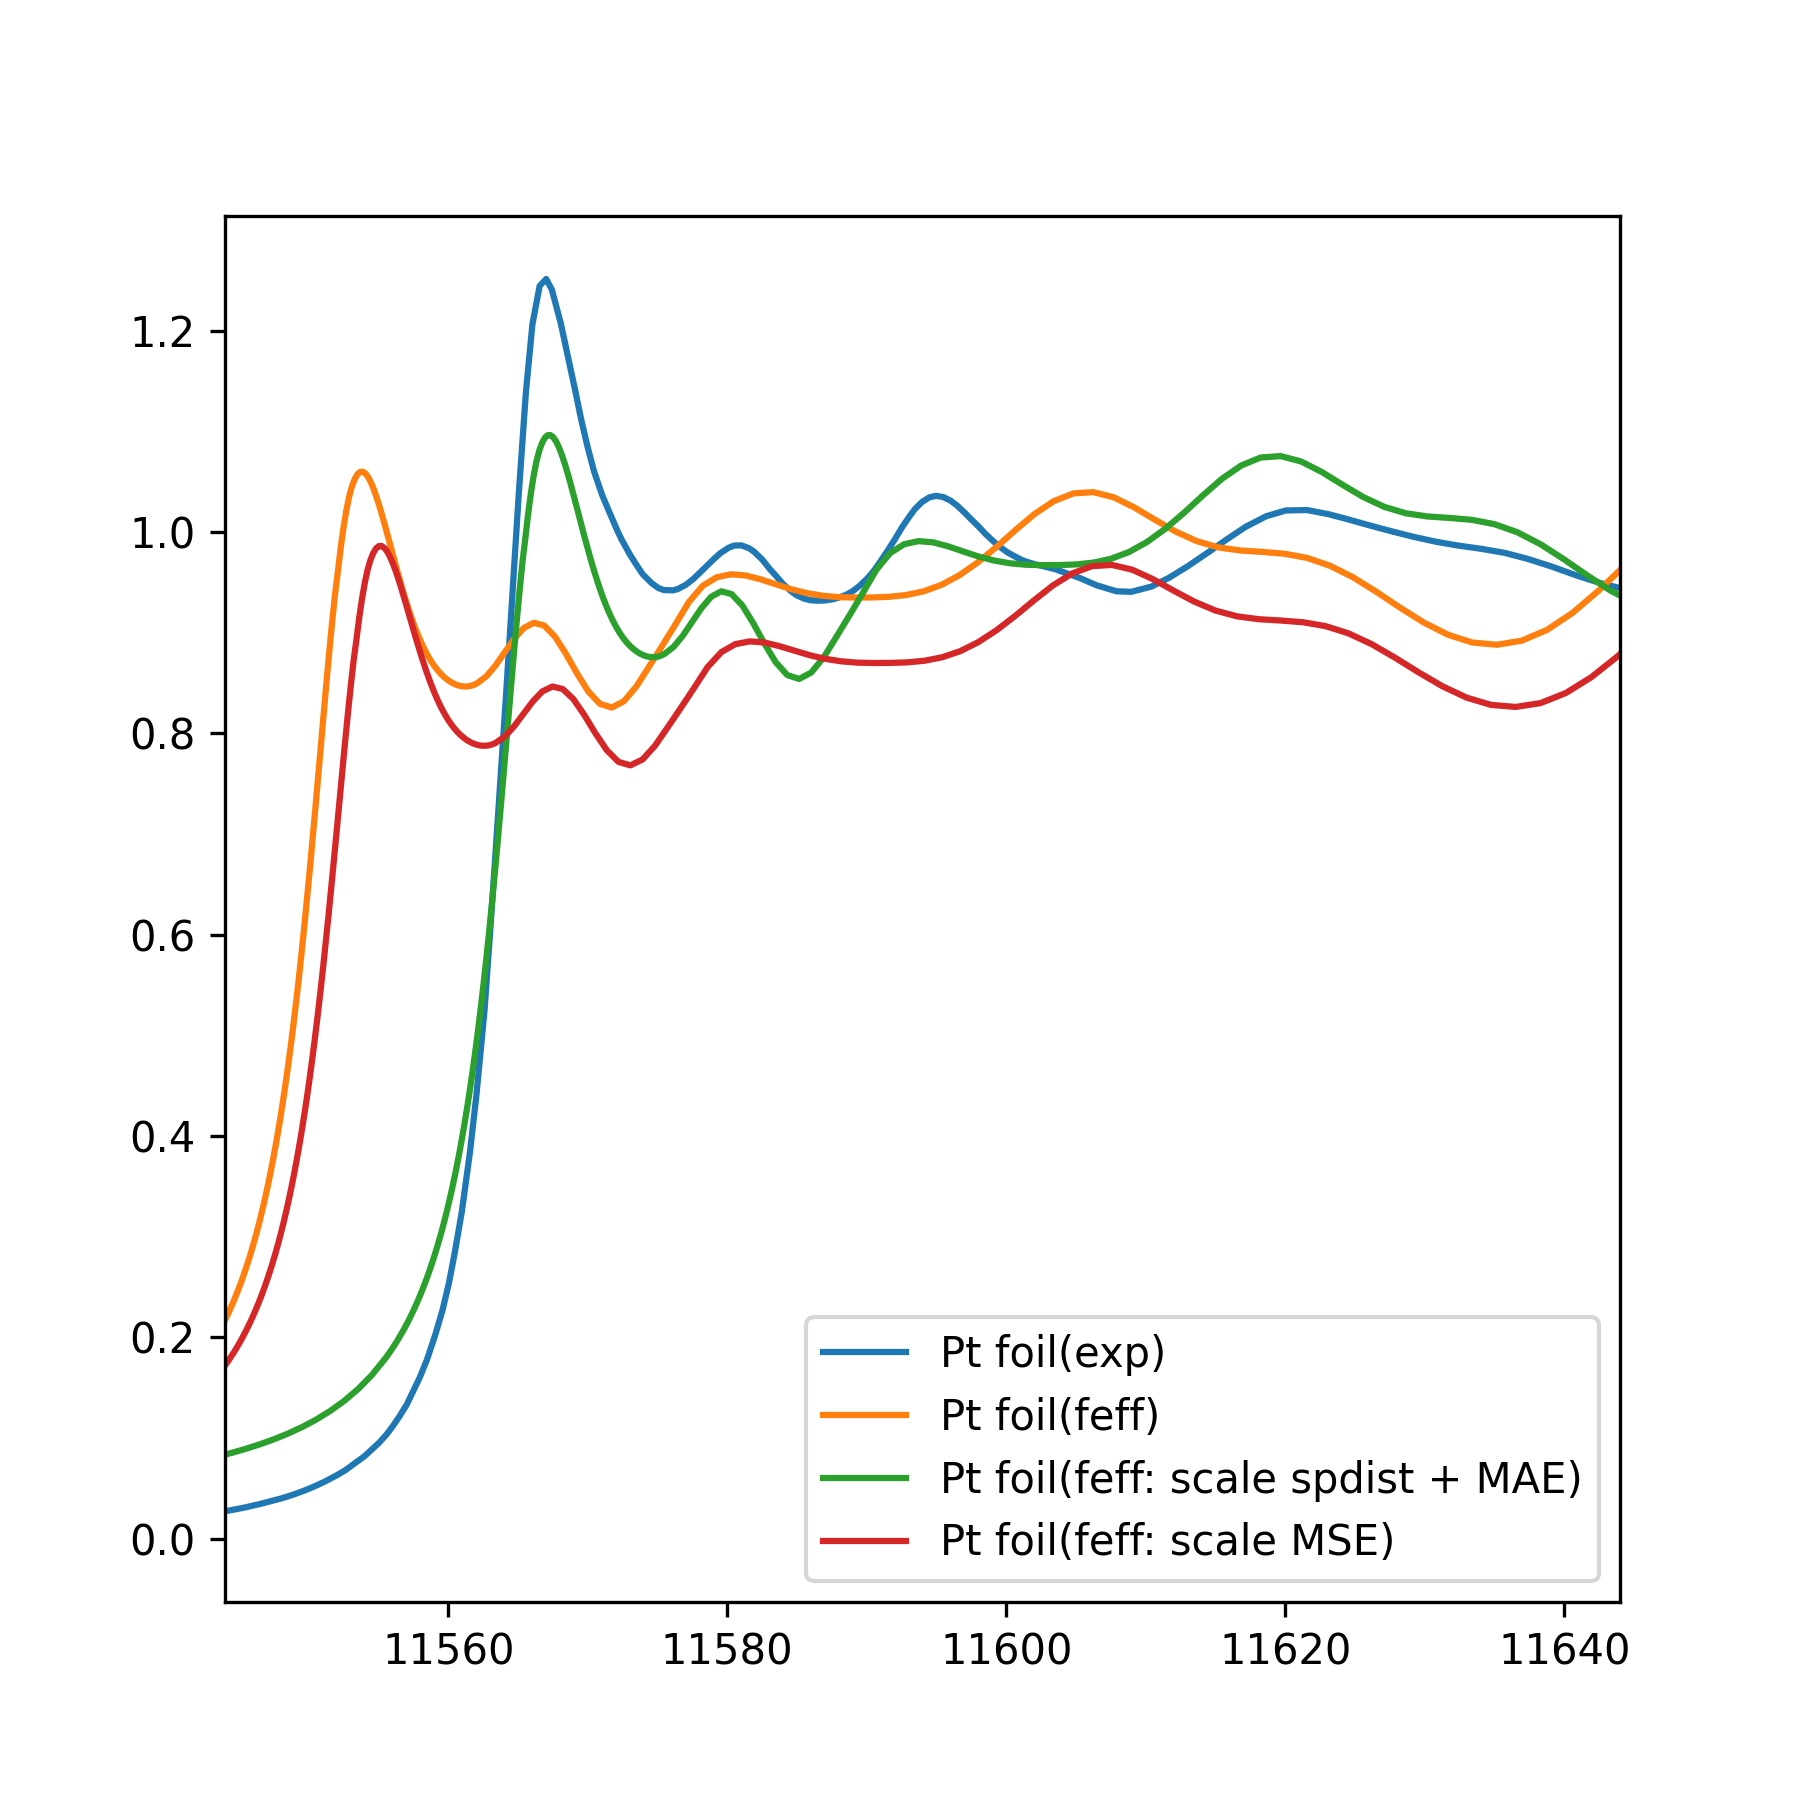 1.2
1.0
0.8
0.6
0.4
0.2
0.0
Pt foil(exp)
Pt foil(feff)
Pt foil(feff: scale spdist + MAE)
Pt foil(feff: scale MSE)
11560 11580 11600 11620 11640